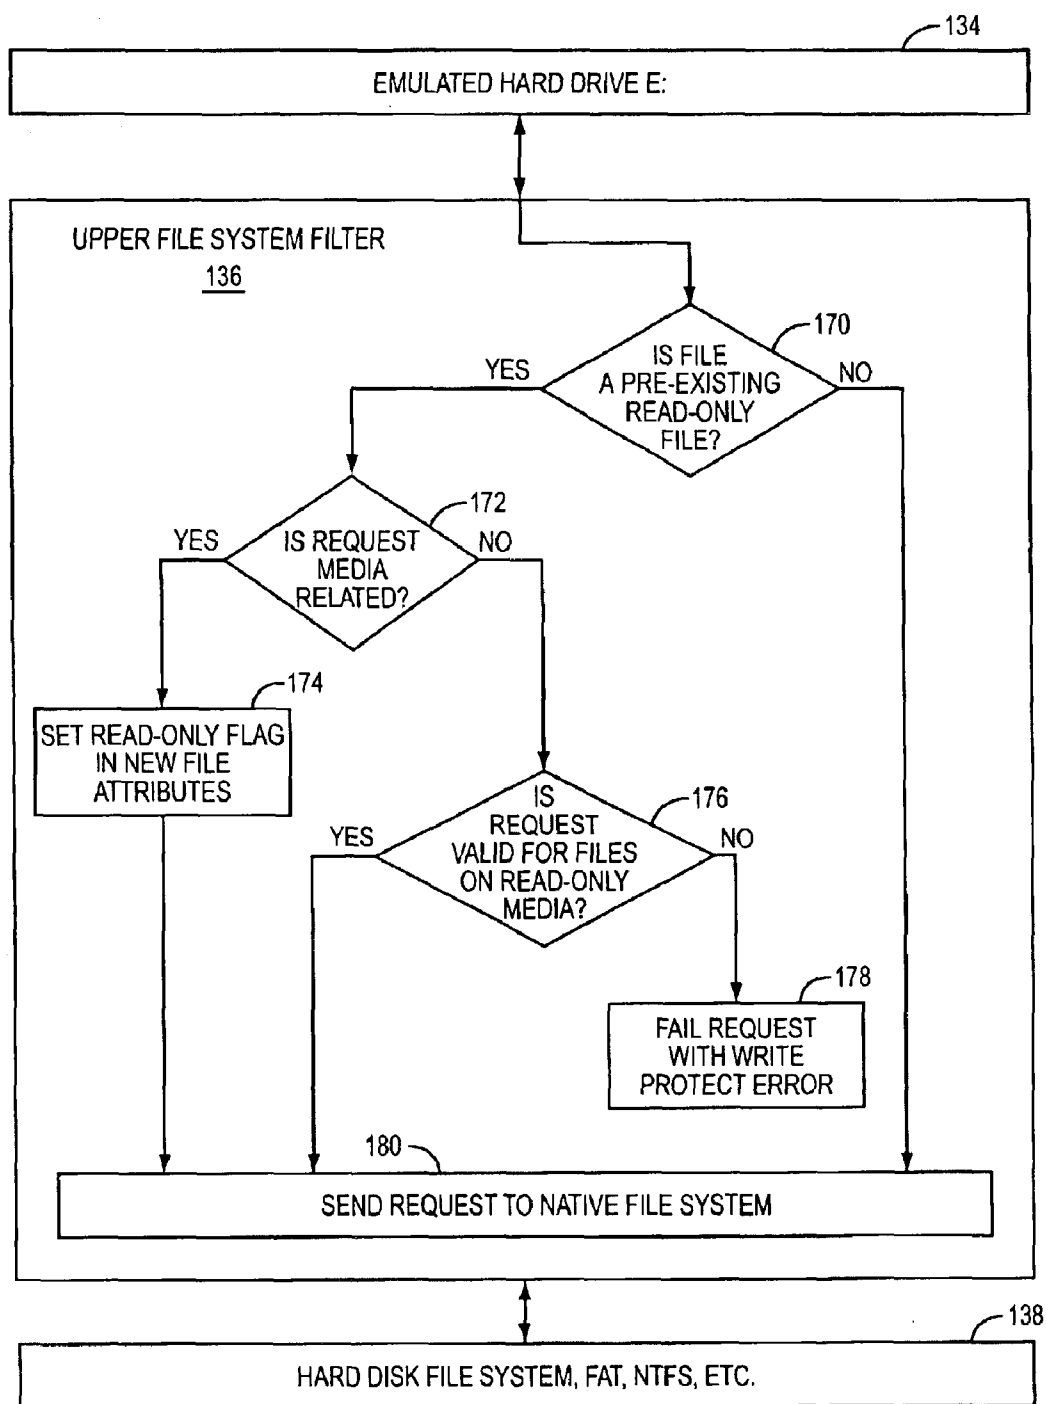 134
EMULATED HARD DRIVE E:
UPPER FILE SYSTEM FILTER
136
170
IS FILE
A PRE-EXISTING
READ-ONLY
FILE?
YES
NO
172
IS REQUEST
MEDIA
RELATED?
YES
NO
174
SET READ-ONLY FLAG
IN NEW FILE
ATTRIBUTES
176
IS
REQUEST
VALID FOR FILES
ON READ-ONLY
MEDIA?
YES
NO
178
FAIL REQUEST
WITH WRITE
PROTECT ERROR
180
SEND REQUEST TO NATIVE FILE SYSTEM
138
HARD DISK FILE SYSTEM, FAT, NTFS, ETC.